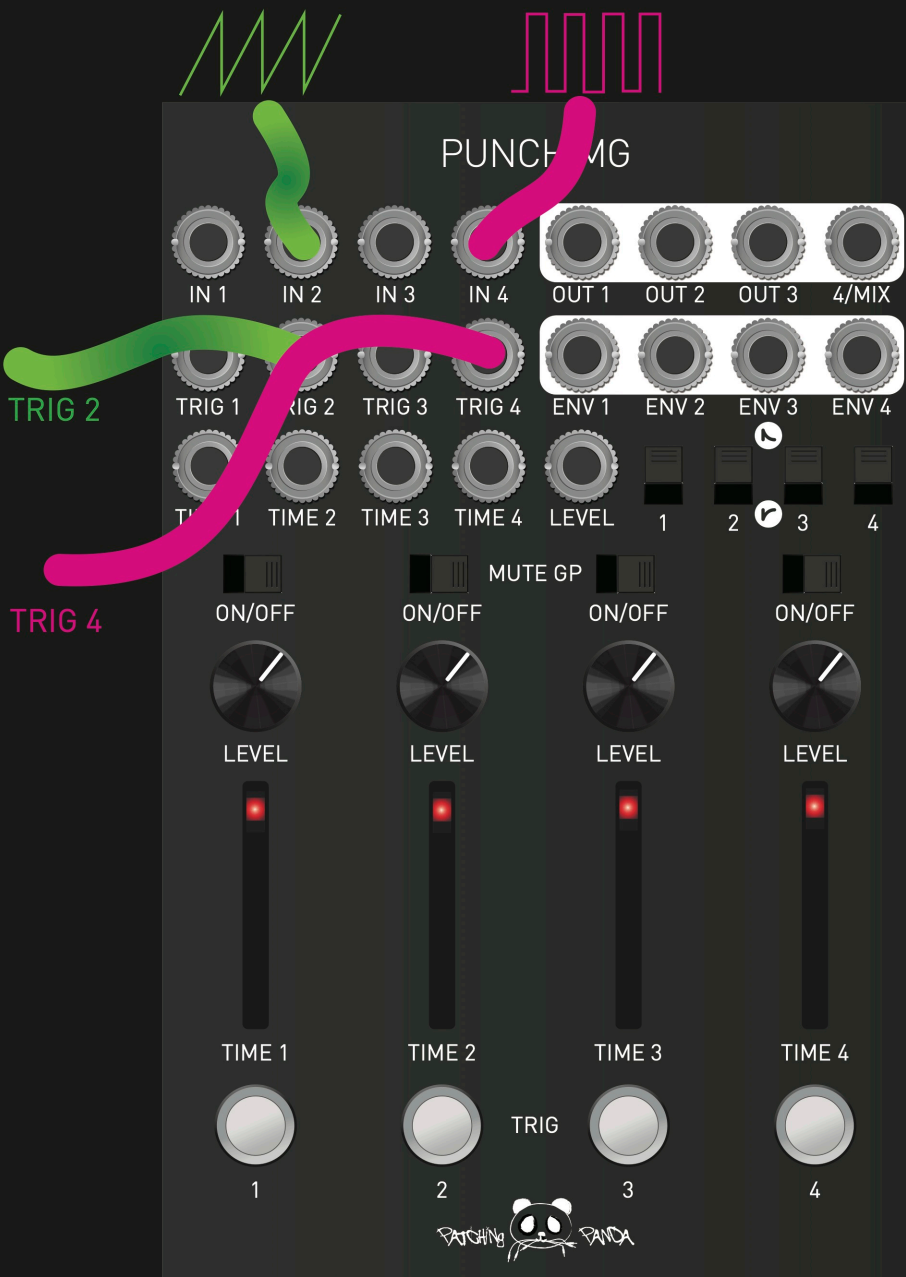 PUNCH MG
IN 1 IN 2 IN 3 IN 4 OUT 1 OUT 2 OUT 3 4/MIX
TRIG 1 RIG 2 TRIG 3 TRIG 4 ENV 1 ENV 2 ENV 3 ENV 4
TRIG 2
TIME 2 TIME 3 TIME 4 LEVEL 1 2 3 4
MUTE GP
ON/OFF ON/OFF ON/OFF ON/OFF
TRIG 4
LEVEL LEVEL LEVEL LEVEL
TIME 1 TIME 2 TIME 3 TIME 4
TRIG
1 2 3 4
PATCHING PANDA